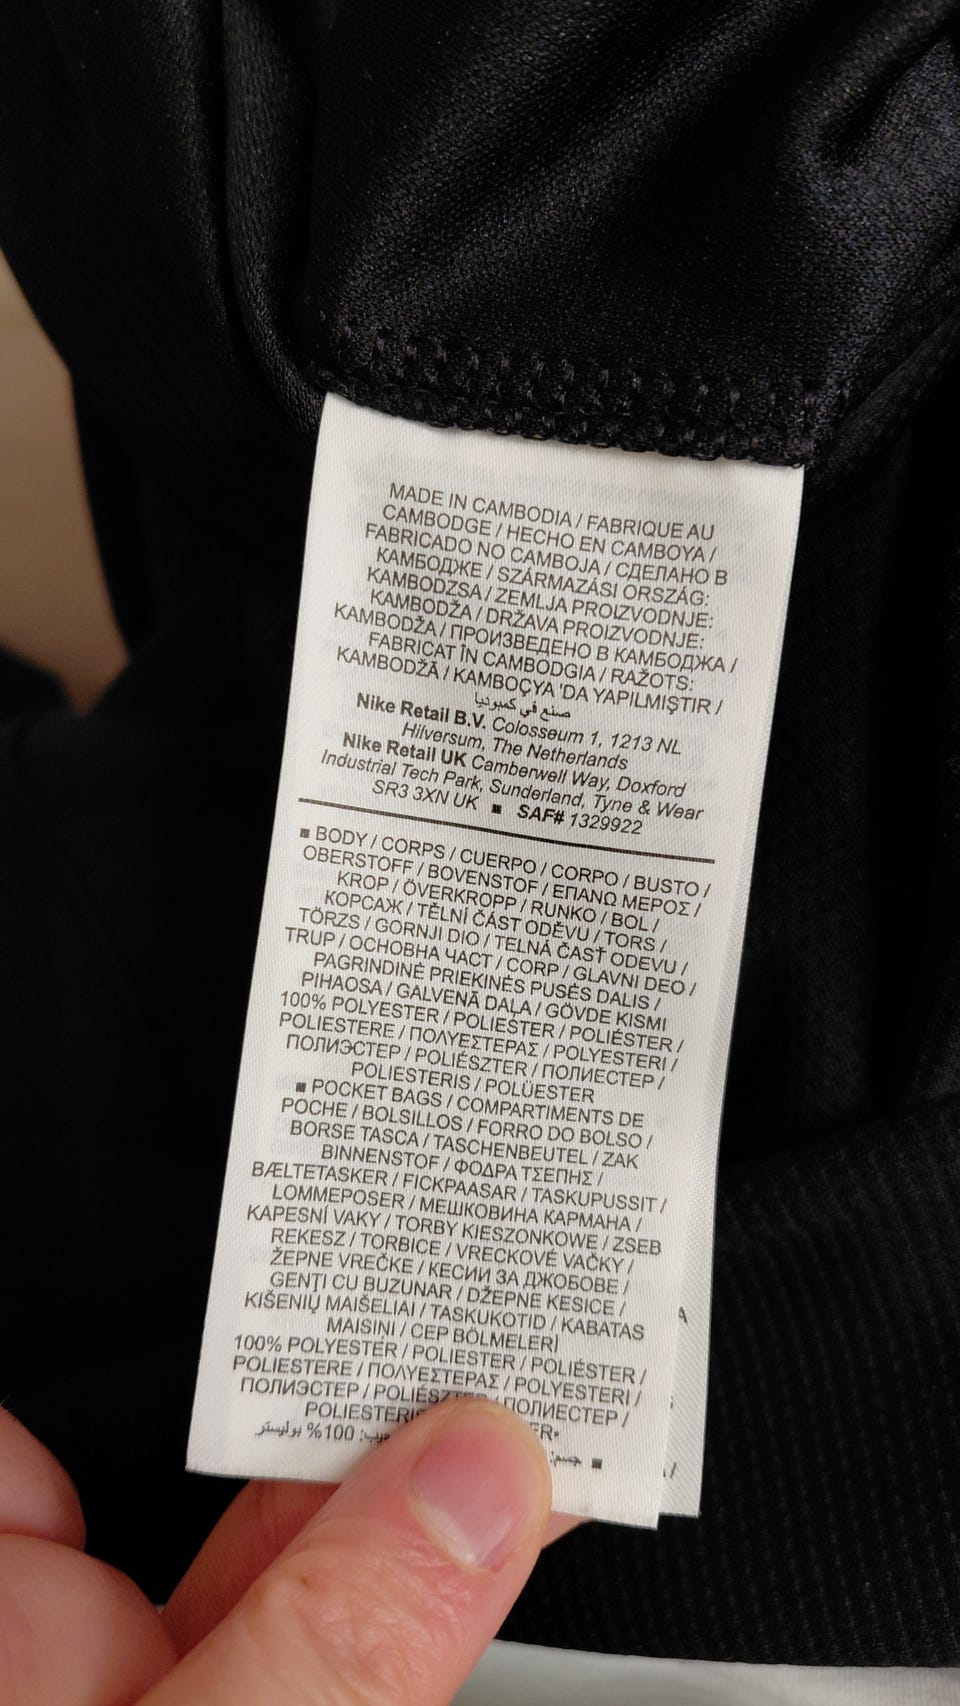 MADE IN CAMBODIA / FABRIQUE AU
CAMBODGE / HECHO EN CAMBOYA /
FABRICADO NO CAMBOJA / СДЕЛАНО В
КАМБОДЖЕ / SZÁRMAZÁSI ORSZÁG:
KAMBODZSA / ZEMLJA PROIZVODNJE:
KAMBODŽA / DRŽAVA PROIZVODNJE:
KAMBODŽA / ПРОИЗВЕДЕНО В КАМБОДЖА /
FABRICAT ÎN CAMBODGIA / RAŽOTS:
KAMBODŽĀ / KAMBOÇYA 'DA YAPILMIŞTIR /
صنع في كمبوديا
Nike Retail B.V. Colosseum 1, 1213 NL
Hilversum, The Netherlands
Nike Retail UK Camberwell Way, Doxford
Industrial Tech Park, Sunderland, Tyne & Wear
SR3 3XN UK ■ SAF# 1329922
■ BODY / CORPS / CUERPO / CORPO / BUSTO /
OBERSTOFF / BOVENSTOF / ΕΠΑΝΩ ΜΕΡΟΣ /
KROP / ÖVERKROPP / RUNKO / BOL /
КОРСАЖ / TĚLNÍ ČÁST ODĚVU / TORS /
TÖRZS / GORNJI DIO / TELNÁ ČASŤ ODEVU /
TRUP / ОСНОВНА ЧАСТ / CORP / GLAVNI DEO /
PAGRINDINĖ PRIEKINĖS PUSĖS DALIS /
PIHAOSA / GALVENĀ DAĻA / GÖVDE KISMI
100% POLYESTER / POLIESTER / POLIÉSTER /
POLIESTERE / ΠΟΛΥΕΣΤΕΡΑΣ / POLYESTERI /
ПОЛИЭСТЕР / POLIÉSZTER / ПОЛИЕСТЕР /
POLIESTERIS / POLÜESTER
■ POCKET BAGS / COMPARTIMENTS DE
POCHE / BOLSILLOS / FORRO DO BOLSO /
BORSE TASCA / TASCHENBEUTEL / ZAK
BINNENSTOF / ΦΟΔΡΑ ΤΣΕΠΗΣ /
BÆLTETASKER / FICKPAASAR / TASKUPUSSIT /
LOMMEPOSER / МЕШКОВИНА КАРМАНА /
KAPESNÍ VAKY / TORBY KIESZONKOWE / ZSEB
REKESZ / TORBICE / VRECKOVÉ VAČKY /
ŽEPNE VREČKE / КЕСИИ ЗА ДЖОБОВЕ /
GENŢI CU BUZUNAR / DŽEPNE KESICE /
KIŠENIŲ MAIŠELIAI / TASKUKOTID / KABATAS
MAISINI / CEP BÖLMELERİ
100% POLYESTER / POLIESTER / POLIÉSTER /
POLIESTERE / ΠΟΛΥΕΣΤΕΡΑΣ / POLYESTERI /
ПОЛИЭСТЕР / POLIÉSZTER / ПОЛИЕСТЕР /
■ جسم: 100% بوليستر